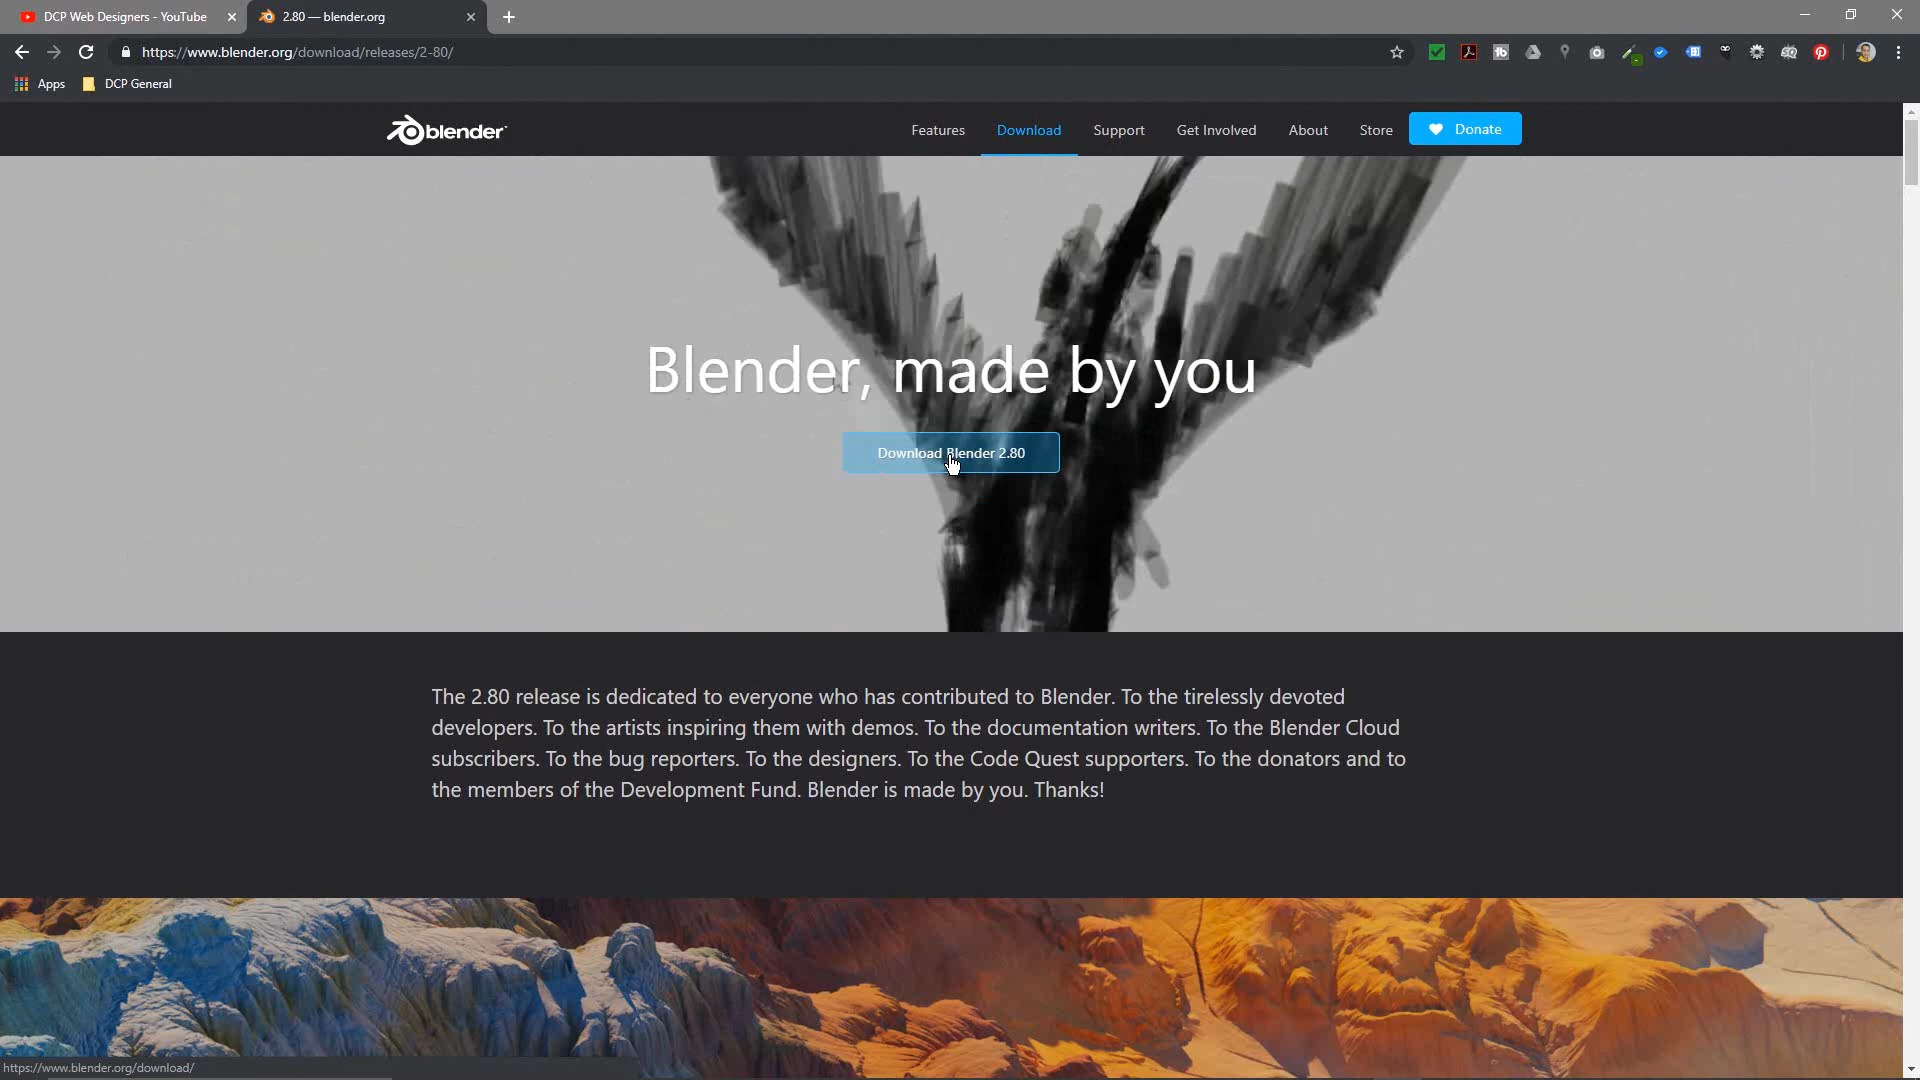 DCP Web Designers - YouTube
2.80 — blender.org
https://www.blender.org/download/releases/2-80/
Apps
DCP General
blender
Features
Download
Support
Get Involved
About
Store
Donate
Blender, made by you
Download Blender 2.80
The 2.80 release is dedicated to everyone who has contributed to Blender. To the tirelessly devoted
developers. To the artists inspiring them with demos. To the documentation writers. To the Blender Cloud
subscribers. To the bug reporters. To the designers. To the Code Quest supporters. To the donators and to
the members of the Development Fund. Blender is made by you. Thanks!
https://www.blender.org/download/